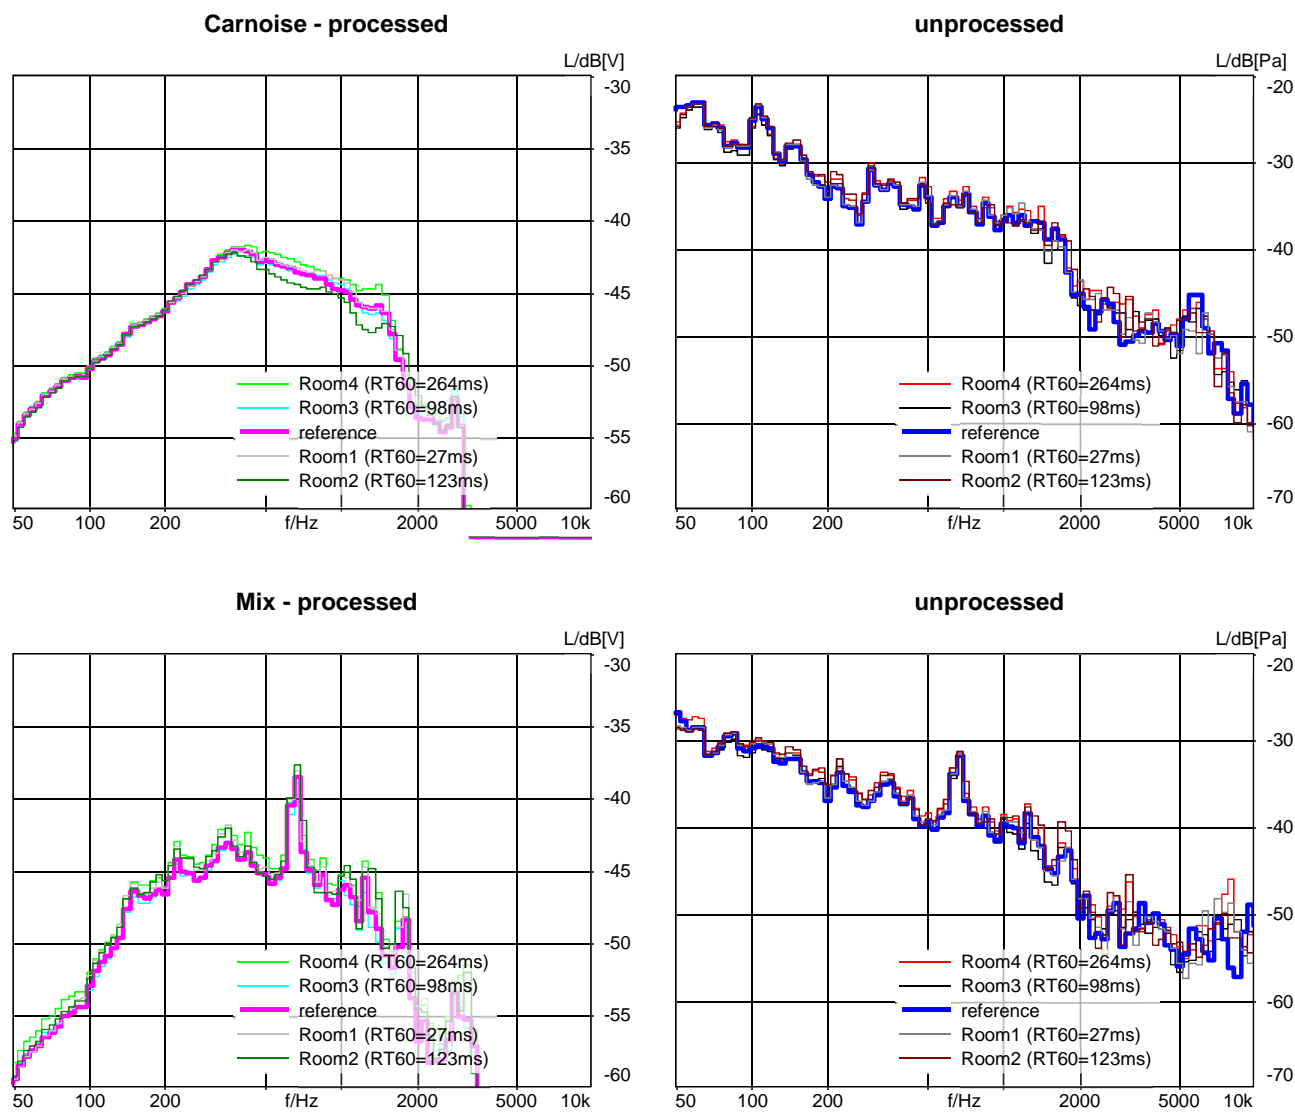 Carnoise - processed
unprocessed
L/dB[V]
L/dB[Pa]
-30
-35
-40
-45
-50
-55
-60
Room4 (RT60=264ms)
Room3 (RT60=98ms)
reference
Room1 (RT60=27ms)
Room2 (RT60=123ms)
50 100 200 f/Hz 2000 5000 10k
-20
-30
-40
-50
-60
-70
Room4 (RT60=264ms)
Room3 (RT60=98ms)
reference
Room1 (RT60=27ms)
Room2 (RT60=123ms)
50 100 200 f/Hz 2000 5000 10k
Mix - processed
unprocessed
L/dB[V]
L/dB[Pa]
-30
-35
-40
-45
-50
-55
-60
Room4 (RT60=264ms)
Room3 (RT60=98ms)
reference
Room1 (RT60=27ms)
Room2 (RT60=123ms)
50 100 200 f/Hz 2000 5000 10k
-20
-30
-40
-50
-60
-70
Room4 (RT60=264ms)
Room3 (RT60=98ms)
reference
Room1 (RT60=27ms)
Room2 (RT60=123ms)
50 100 200 f/Hz 2000 5000 10k